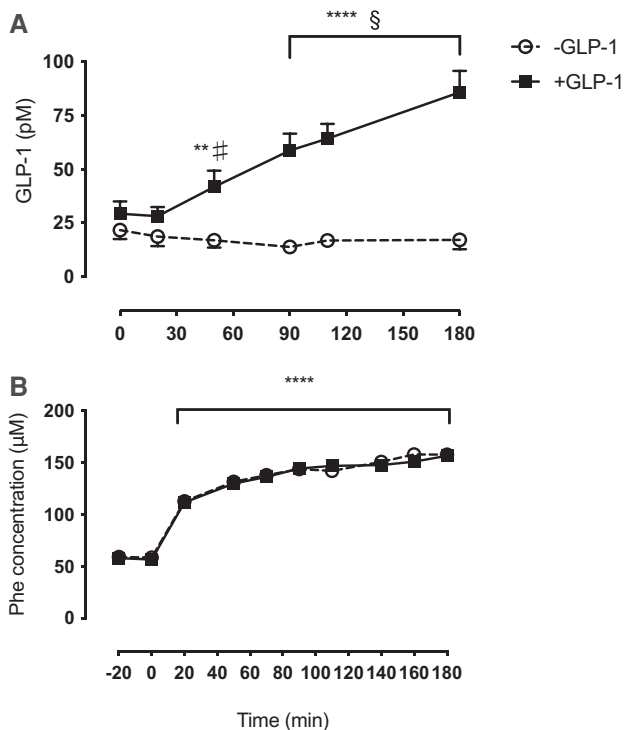 A
**** §
-GLP-1
+GLP-1
GLP-1 (pM)
100
75
50
25
0
** #
0 30 60 90 120 150 180
B
****
Phe concentration (µM)
200
150
100
50
0
-20 0 20 40 60 80 100 120 140 160 180
Time (min)